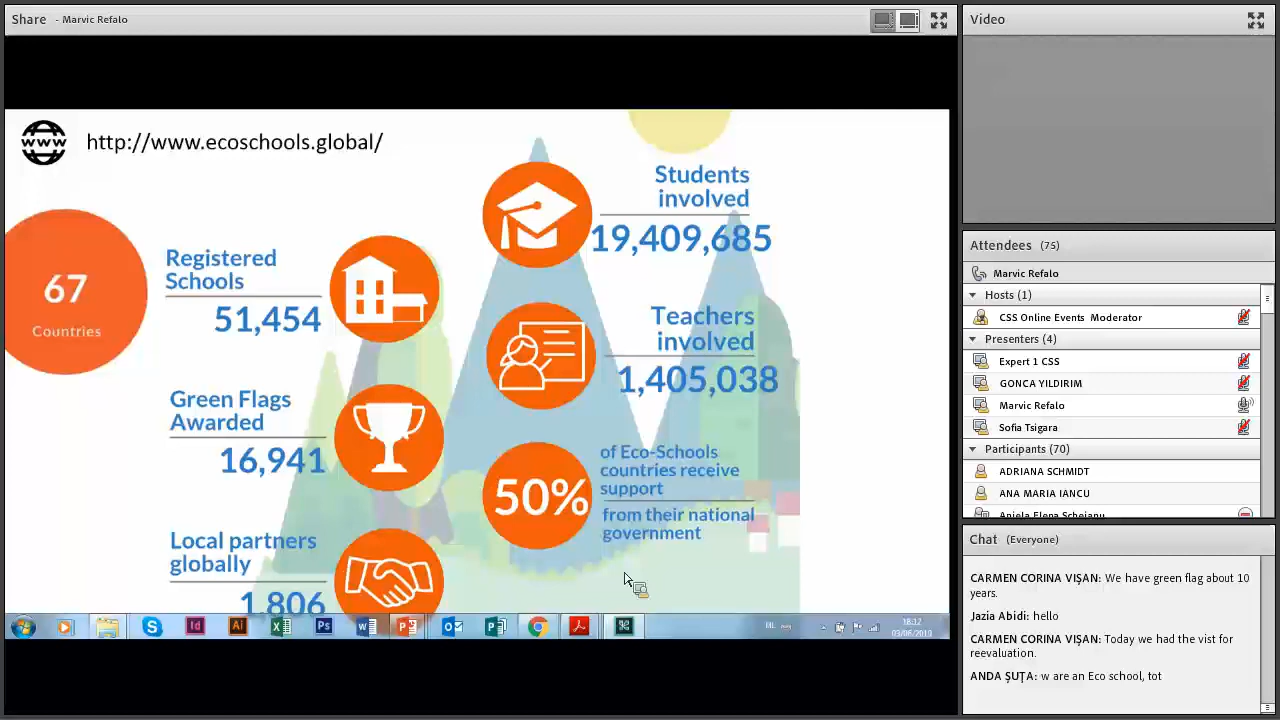 Share - Marvic Refalo
www
http://www.ecoschools.global/
67
Countries
Registered
Schools
51,454
Green Flags
Awarded
16,941
Local partners
globally
1,806
Students
involved
19,409,685
Teachers
involved
1,405,038
50%
of Eco-Schools
countries receive
support
from their national
government
18:12
Video
Attendees (75)
Marvic Refalo
Hosts (1)
CSS Online Events Moderator
Presenters (4)
Expert 1 CSS
GONCA YILDIRIM
Marvic Refalo
Sofia Tsigara
Participants (70)
ADRIANA SCHMIDT
ANA MARIA IANCU
Chat (Everyone)
CARMEN CORINA VIȘAN: We have green flag about 10
years.
Jazia Abidi: hello
CARMEN CORINA VIȘAN: Today we had the vist for
reevaluation.
ANDA ŞUŢA: w are an Eco school, tot